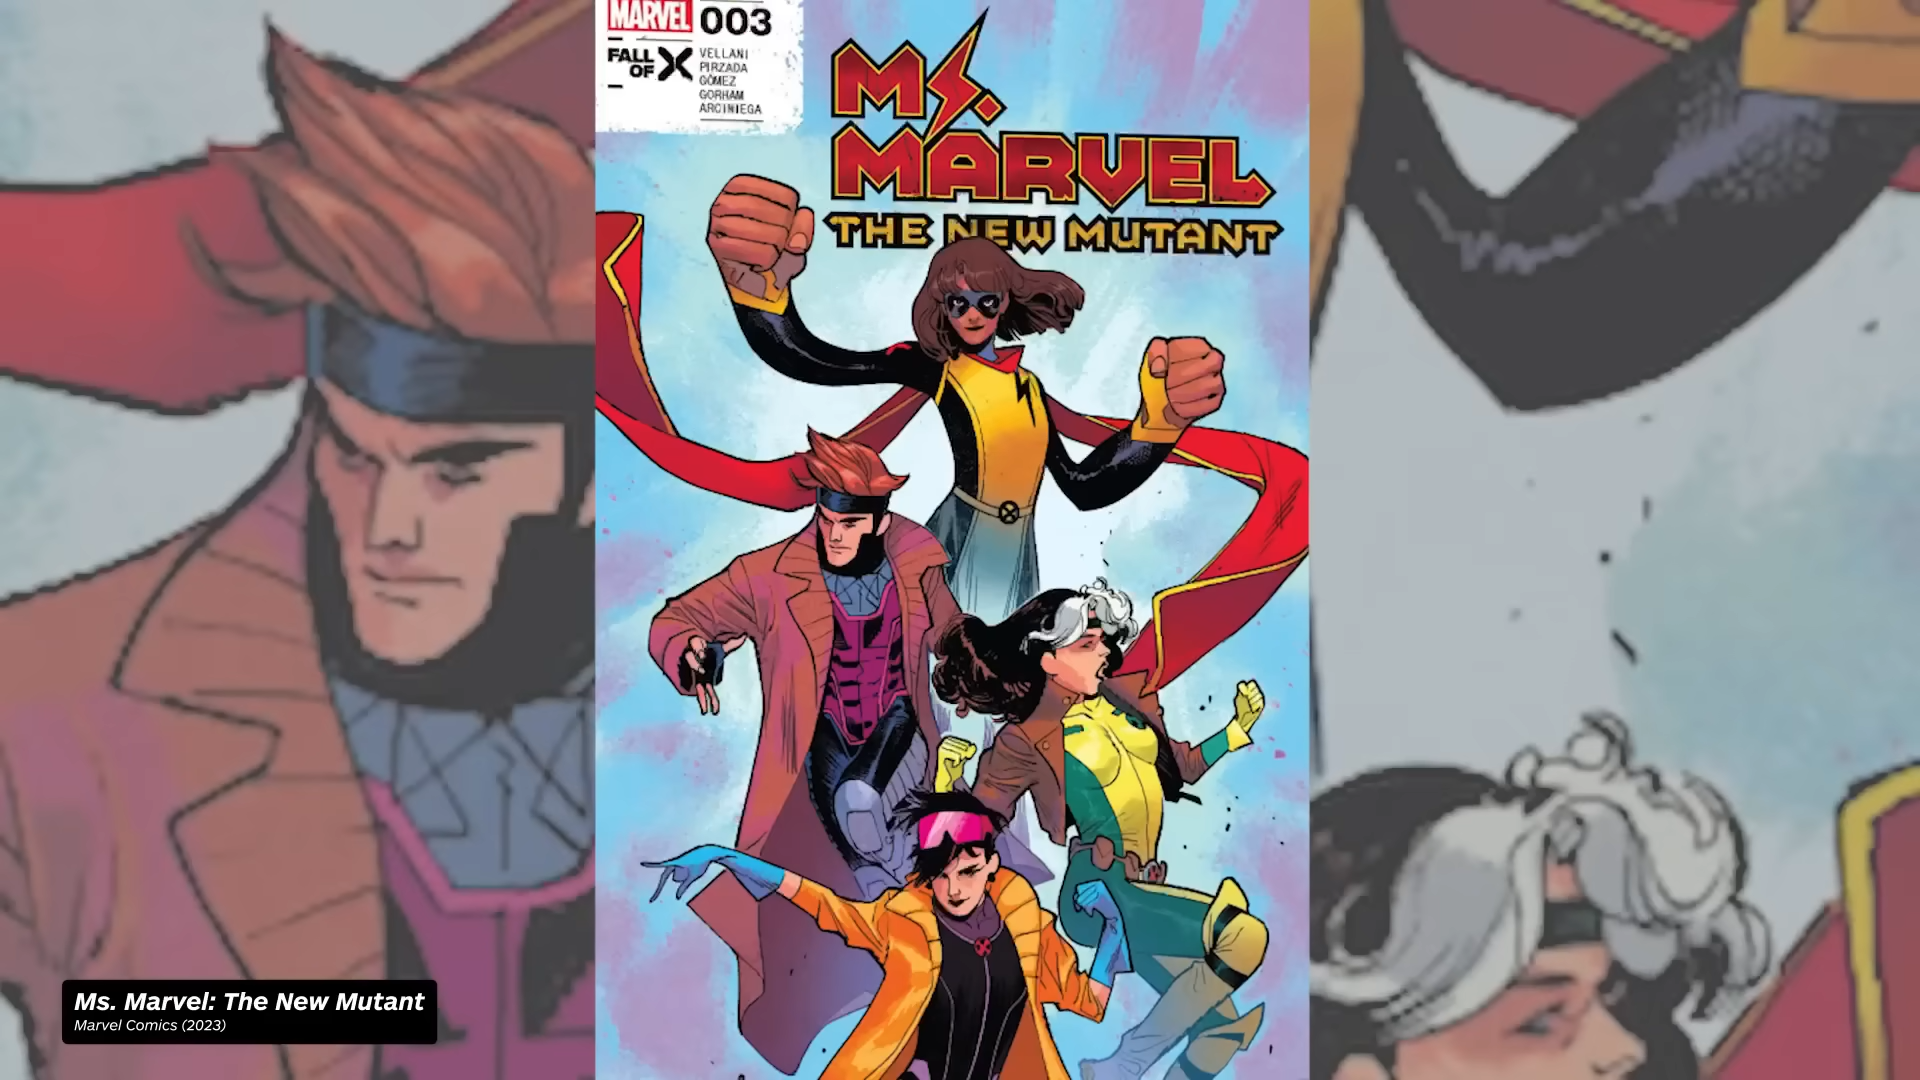 MARVEL 003
FALL OF X
VELLANI
PIRZADA
GÓMEZ
GORHAM
ARCINIEGA
Ms.
MARVEL
THE NEW MUTANT
Ms. Marvel: The New Mutant
Marvel Comics (2023)